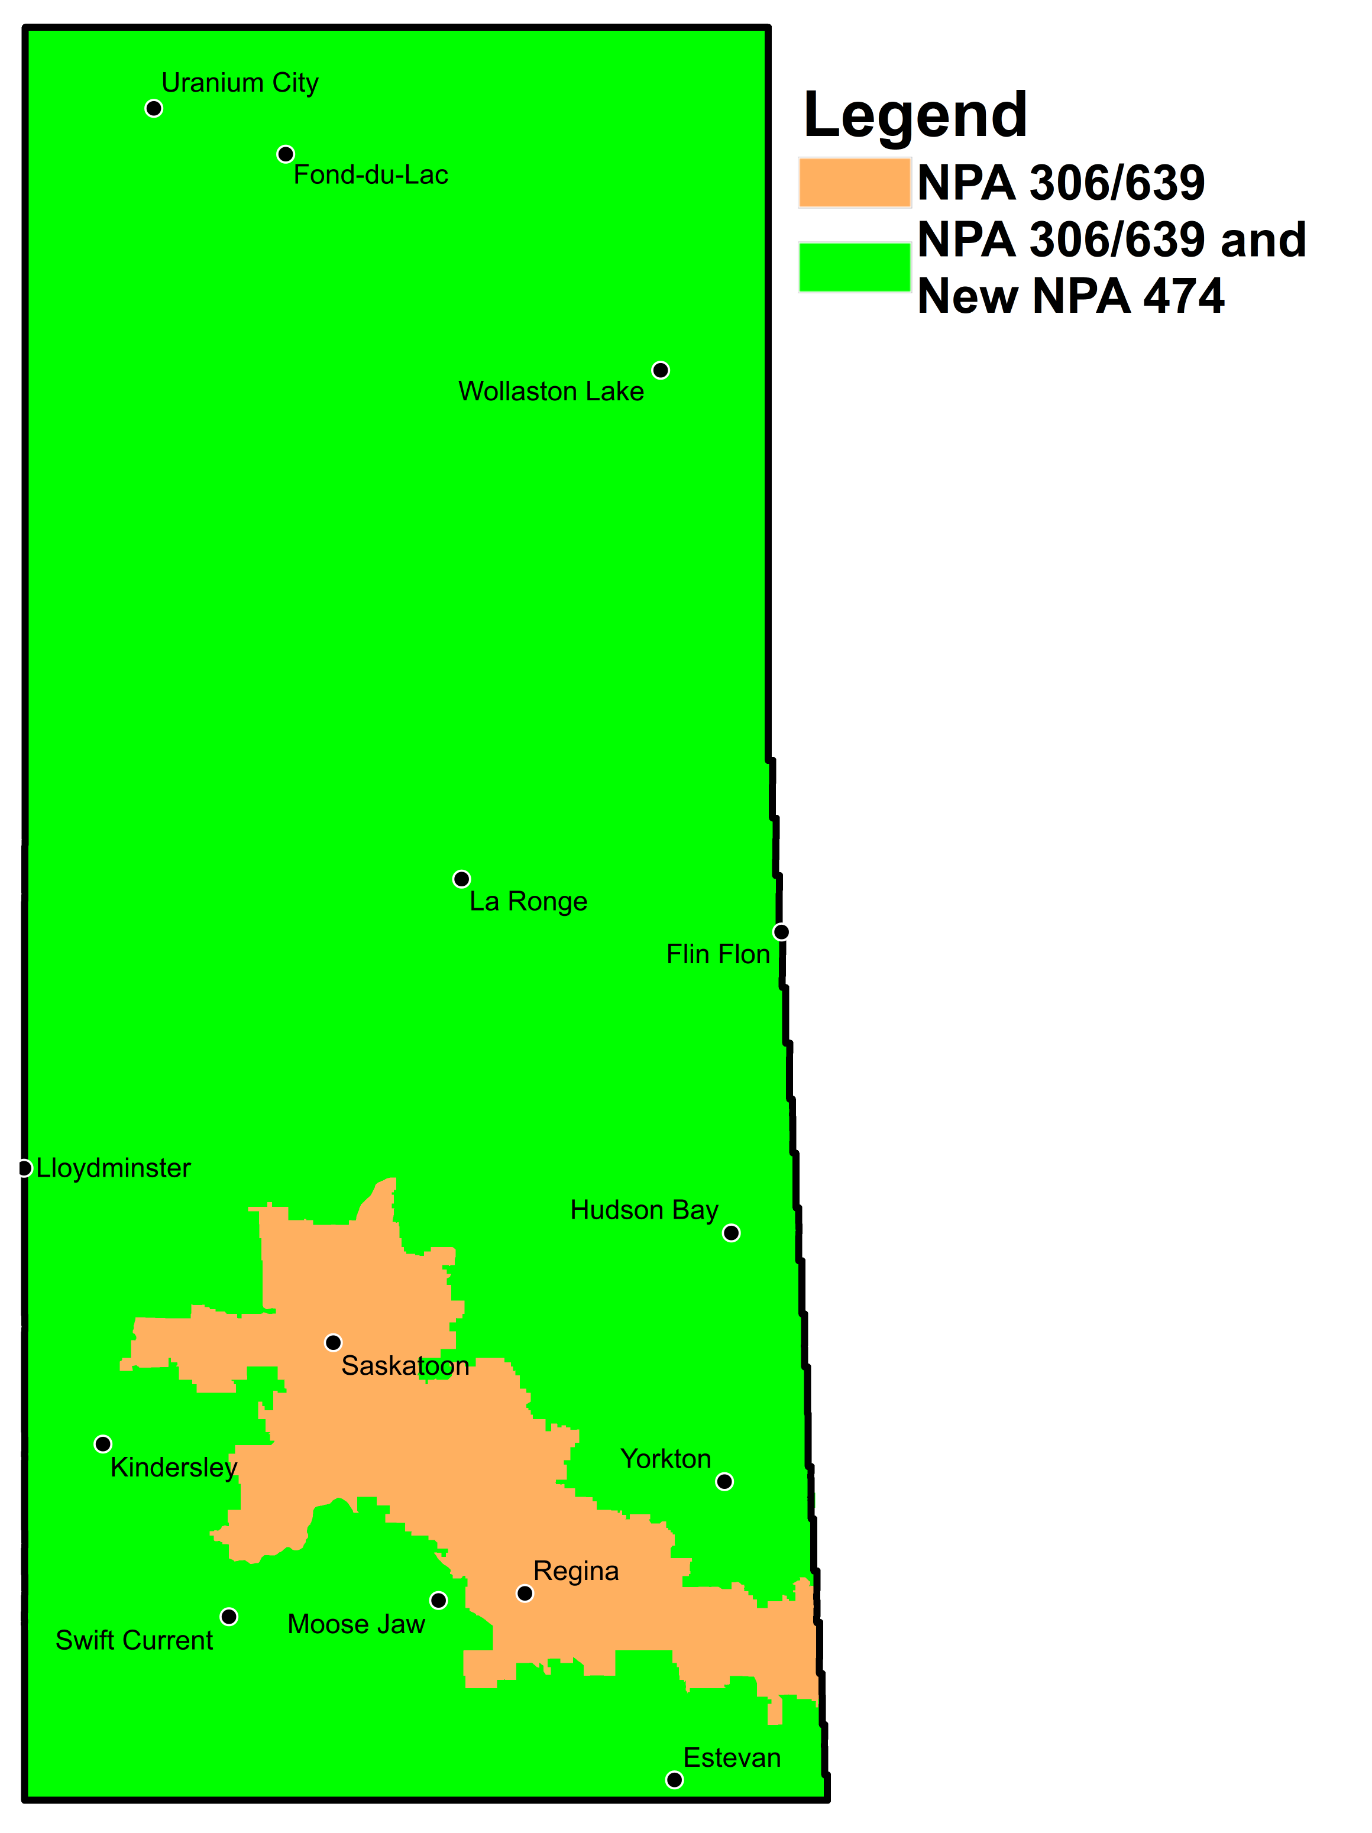 Uranium City
Fond-du-Lac
Legend
NPA 306/639
NPA 306/639 and
New NPA 474
Wollaston Lake
La Ronge
Flin Flon
Lloydminster
Hudson Bay
Saskatoon
Kindersley
Yorkton
Regina
Moose Jaw
Swift Current
Estevan